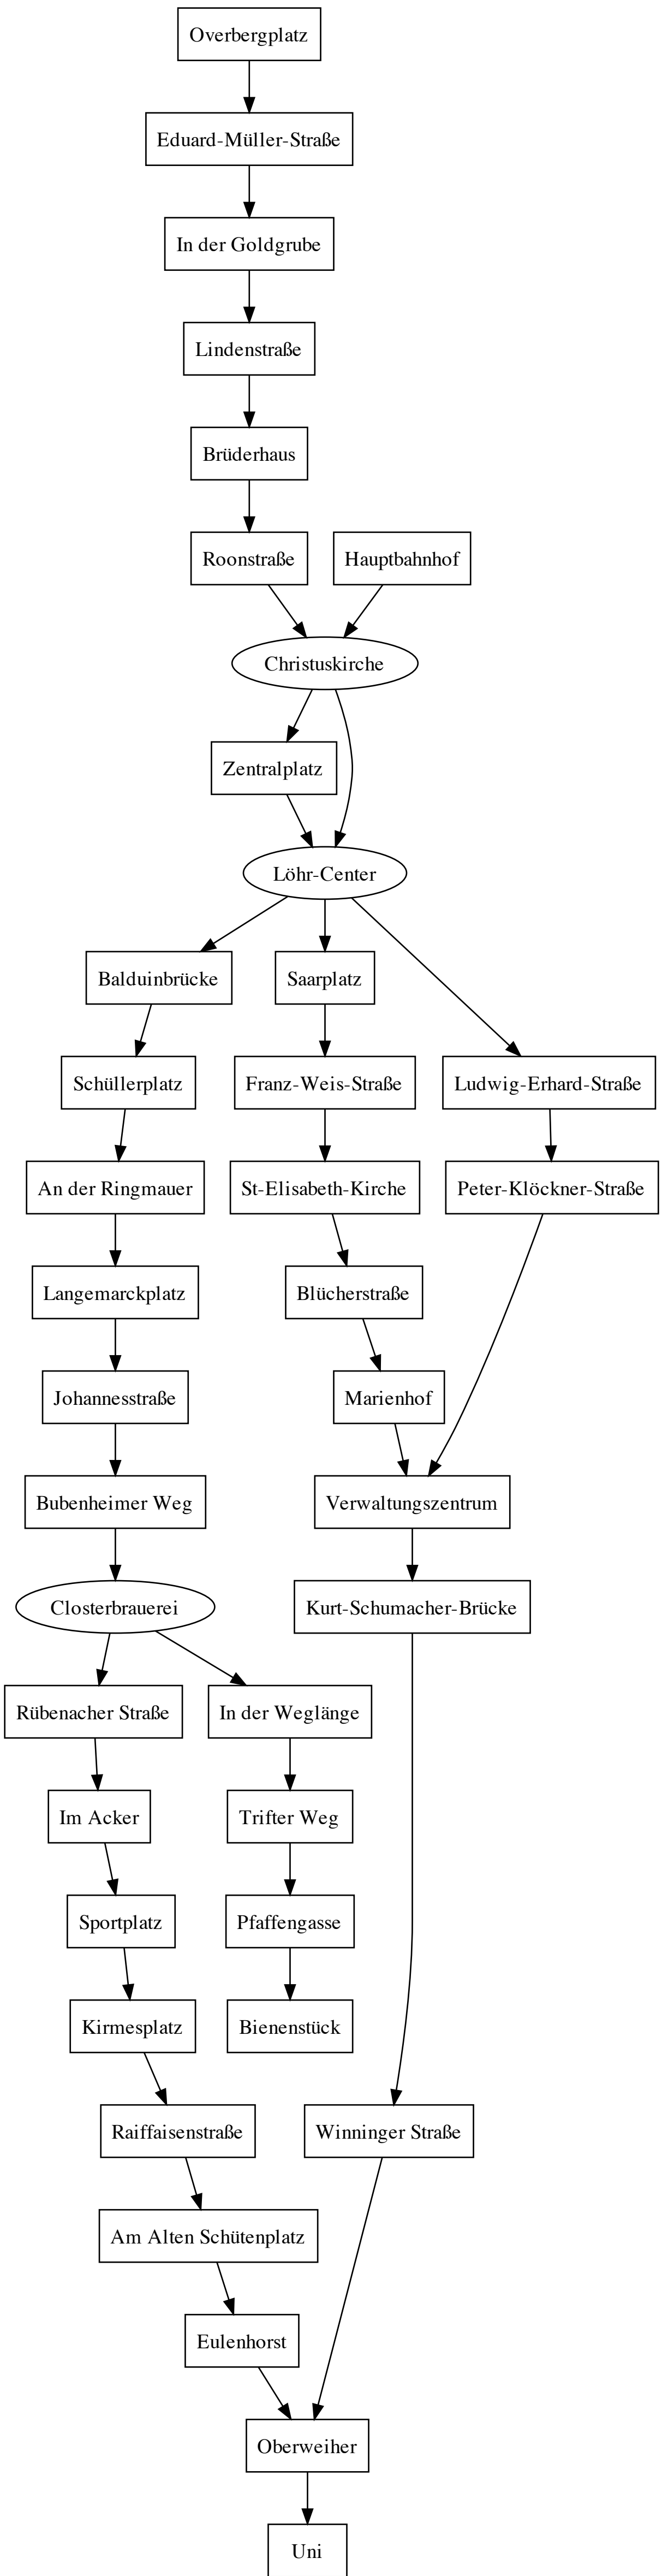 Overbergplatz
Eduard-Müller-Straße
In der Goldgrube
Lindenstraße
Brüderhaus
Roonstraße
Hauptbahnhof
Christuskirche
Zentralplatz
Löhr-Center
Balduinbrücke
Saarplatz
Schüllerplatz
Franz-Weis-Straße
Ludwig-Erhard-Straße
An der Ringmauer
St-Elisabeth-Kirche
Peter-Klöckner-Straße
Langemarckplatz
Blücherstraße
Johannesstraße
Marienhof
Bubenheimer Weg
Verwaltungszentrum
Closterbrauerei
Kurt-Schumacher-Brücke
Rübenacher Straße
In der Weglänge
Im Acker
Trifter Weg
Sportplatz
Pfaffengasse
Kirmesplatz
Bienenstück
Raiffaisenstraße
Winninger Straße
Am Alten Schütenplatz
Eulenhorst
Oberweiher
Uni